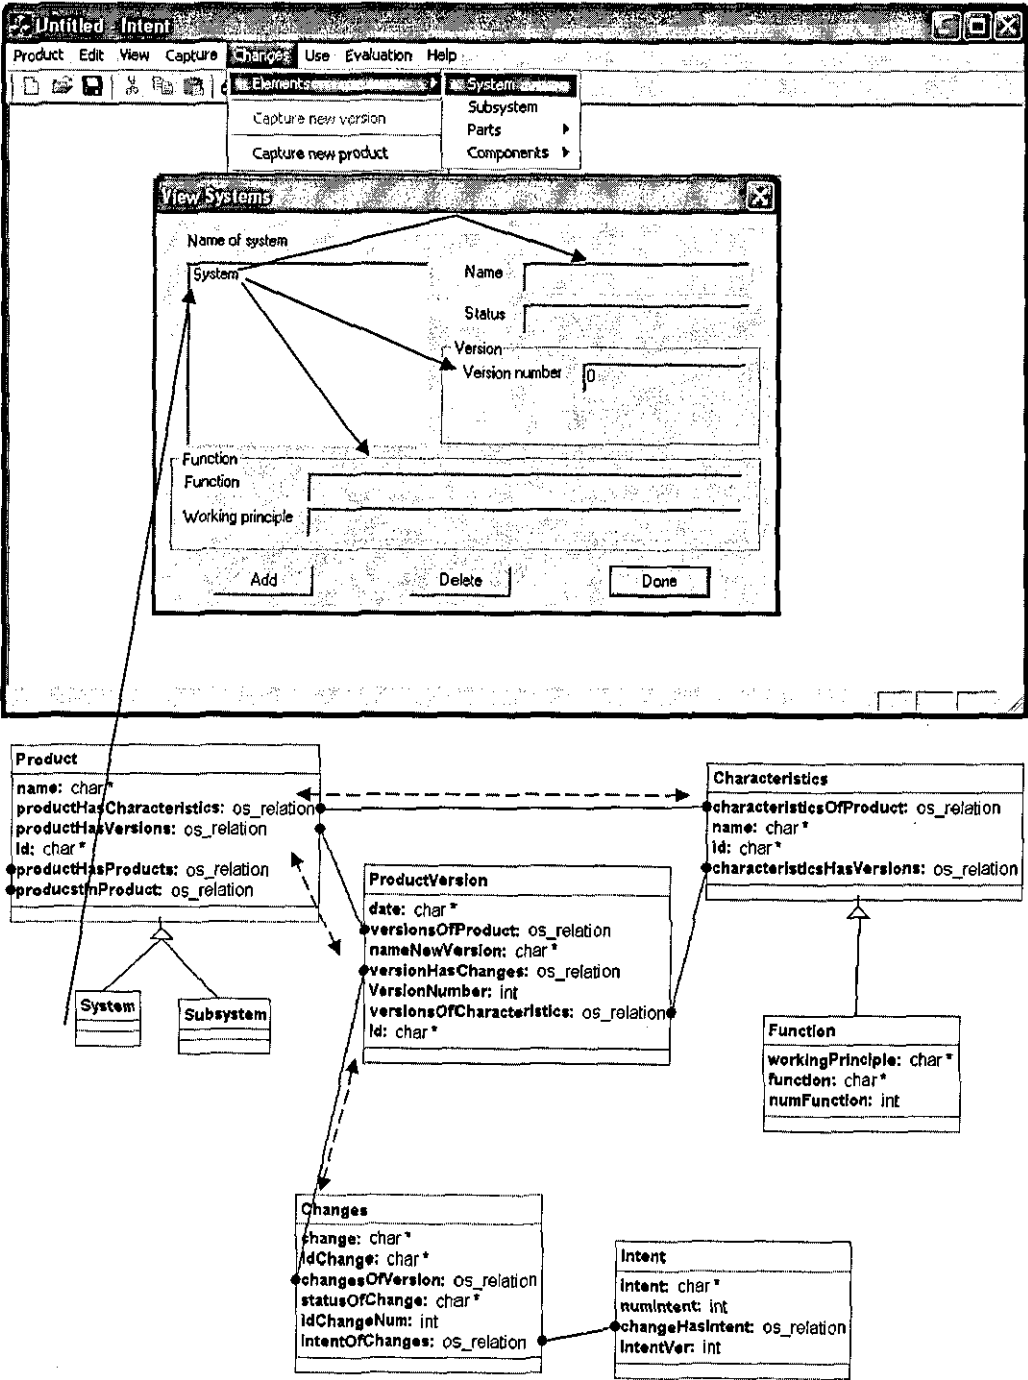 Untitled - Intent
Product Edit View Capture Changes Use Evaluation Help
Elements
System
Subsystem
Capture new version
Parts
Capture new product
Components
View Systems
Name of system
System
Name
Status
Version
Version number
0
Function
Function
Working principle
Add
Delete
Done
Product
name: char*
productHasCharacteristics: os_relation
productHasVersions: os_relation
id: char*
productHasProducts: os_relation
producstInProduct: os_relation
Characteristics
characteristicsOfProduct: os_relation
name: char*
id: char*
characteristicsHasVersions: os_relation
ProductVersion
date: char*
versionsOfProduct: os_relation
nameNewVersion: char*
versionHasChanges: os_relation
VersionNumber: int
versionsOfCharacteristics: os_relation
id: char*
System
Subsystem
Function
workingPrinciple: char*
function: char*
numFunction: int
Changes
change: char*
idChange: char*
changesOfVersion: os_relation
statusOfChange: char*
idChangeNum: int
IntentOfChanges: os_relation
Intent
intent: char*
numIntent: int
changeHasIntent: os_relation
IntentVer: int